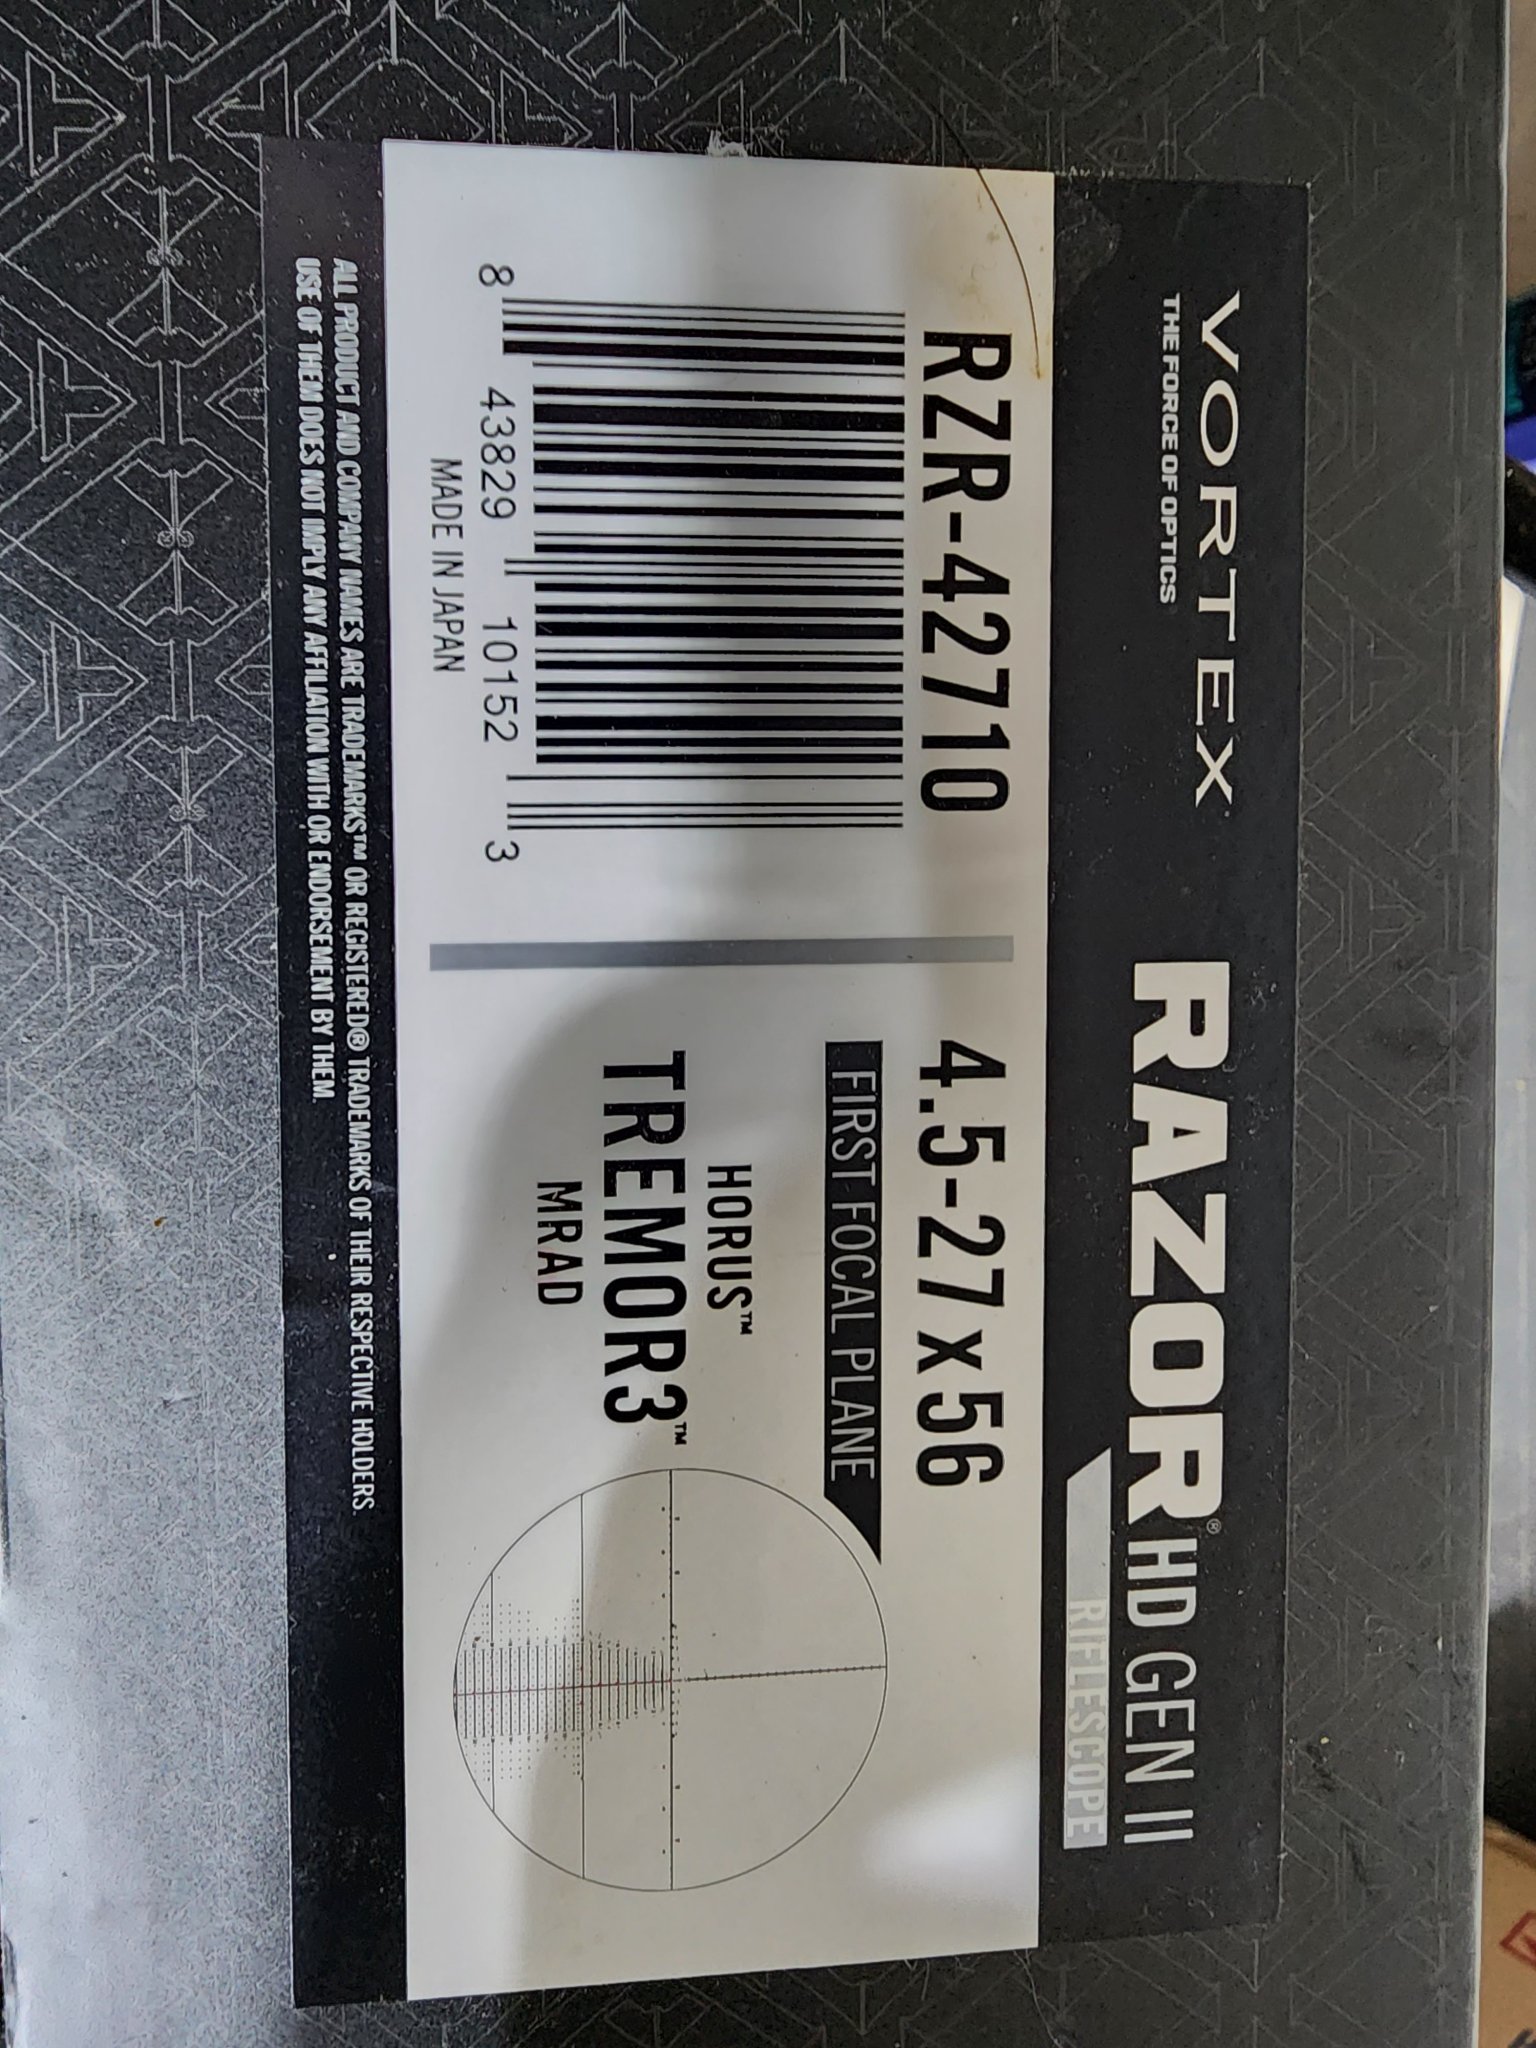 VORTEX
THE FORCE OF OPTICS
RAZOR® HD GEN II
RIFLESCOPE
RZR-42710
8 43829 10152 3
MADE IN JAPAN
4.5-27x56
FIRST FOCAL PLANE
HORUS™
TREMOR3™
MRAD
ALL PRODUCT AND COMPANY NAMES ARE TRADEMARKS™ OR REGISTERED® TRADEMARKS OF THEIR RESPECTIVE HOLDERS.
USE OF THEM DOES NOT IMPLY ANY AFFILIATION WITH OR ENDORSEMENT BY THEM.